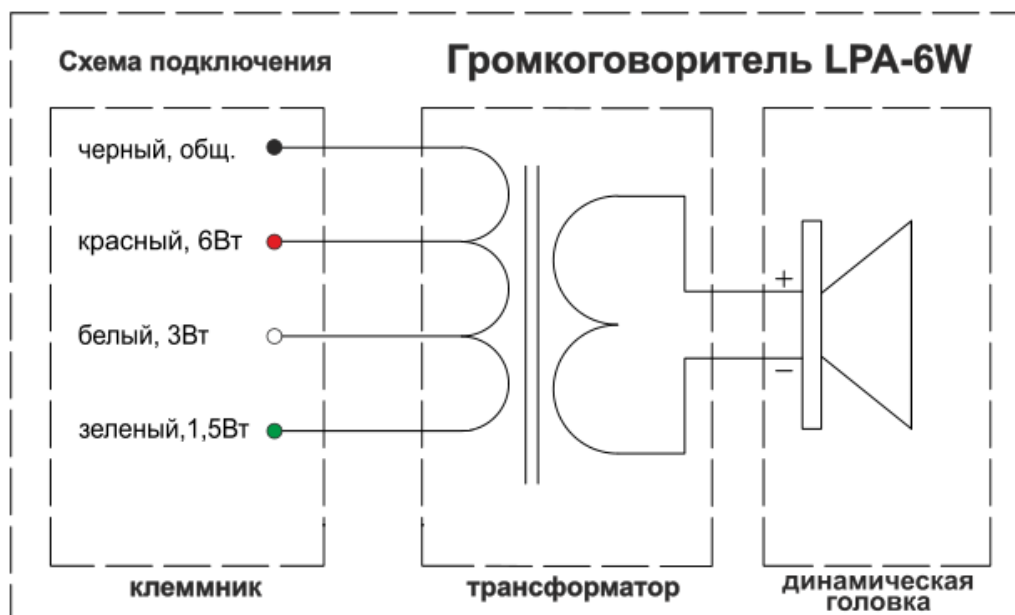 Схема подключения
Громкоговоритель LPA-6W
черный, общ.
красный, 6Вт
белый, 3Вт
зеленый,1,5Вт
+
−
клеммник
трансформатор
динамическая
головка